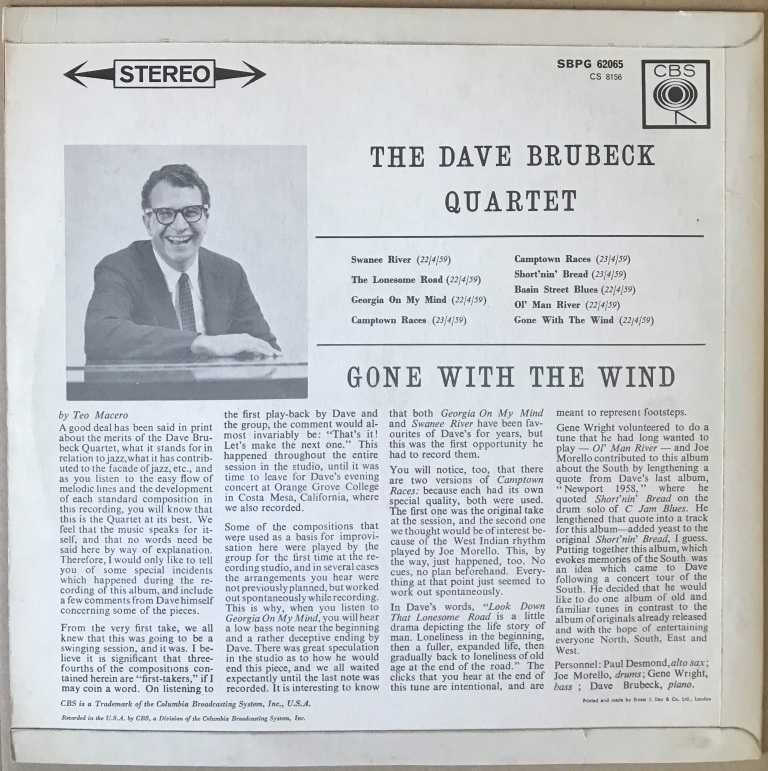 STEREO
SBPG 62065
CS 8156
CBS
THE DAVE BRUBECK
QUARTET
Swanee River (22/4/59)
The Lonesome Road (22/4/59)
Georgia On My Mind (22/4/59)
Camptown Races (23/4/59)
Camptown Races (23/4/59)
Short'nin' Bread (23/4/59)
Basin Street Blues (22/4/59)
Ol' Man River (22/4/59)
Gone With The Wind (22/4/59)
GONE WITH THE WIND
by Teo Macero
A good deal has been said in print
about the merits of the Dave Bru-
beck Quartet, what it stands for in
relation to jazz, what it has contrib-
uted to the facade of jazz, etc., and
as you listen to the easy flow of
melodic lines and the development
of each standard composition in
this recording, you will know that
this is the Quartet at its best. We
feel that the music speaks for it-
self, and that no words need be
said here by way of explanation.
Therefore, I would only like to tell
you of some special incidents
which happened during the re-
cording of this album, and include
a few comments from Dave himself
concerning some of the pieces.
From the very first take, we all
knew that this was going to be a
swinging session, and it was. I be-
lieve it is significant that three-
fourths of the compositions con-
tained herein are "first-takers," if I
may coin a word. On listening to
the first play-back by Dave and
the group, the comment would al-
most invariably be: "That's it!
Let's make the next one." This
happened throughout the entire
session in the studio, until it was
time to leave for Dave's evening
concert at Orange Grove College
in Costa Mesa, California, where
we also recorded.
Some of the compositions that
were used as a basis for improvi-
sation here were played by the
group for the first time at the re-
cording studio, and in several cases
the arrangements you hear were
not previously planned, but worked
out spontaneously while recording.
This is why, when you listen to
Georgia On My Mind, you will hear
a low bass note near the beginning
and a rather deceptive ending by
Dave. There was great speculation
in the studio as to how he would
end this piece, and we all waited
expectantly until the last note was
recorded. It is interesting to know
that both Georgia On My Mind
and Swanee River have been fav-
ourites of Dave's for years, but
this was the first opportunity he
had to record them.
You will notice, too, that there
are two versions of Camptown
Races: because each had its own
special quality, both were used.
The first one was the original take
at the session, and the second one
we thought would be of interest be-
cause of the West Indian rhythm
played by Joe Morello. This, by
the way, just happened, too. No
cues, no plan beforehand. Every-
thing at that point just seemed to
work out spontaneously.
In Dave's words, "Look Down
That Lonesome Road is a little
drama depicting the life story of
man. Loneliness in the beginning,
then a fuller, expanded life, then
gradually back to loneliness of old
age at the end of the road." The
clicks that you hear at the end of
this tune are intentional, and are
meant to represent footsteps.
Gene Wright volunteered to do a
tune that he had long wanted to
play — Ol' Man River — and Joe
Morello contributed to this album
about the South by lengthening a
quote from Dave's last album,
"Newport 1958," where he
quoted Short'nin' Bread on the
drum solo of C Jam Blues. He
lengthened that quote into a track
for this album—added yeast to the
original Short'nin' Bread, I guess.
Putting together this album, which
evokes memories of the South was
an idea which came to Dave
following a concert tour of the
South. He decided that he would
like to do one album of old and
familiar tunes in contrast to the
album of originals already released
and with the hope of entertaining
everyone North, South, East and
West.
Personnel: Paul Desmond, alto sax;
Joe Morello, drums; Gene Wright,
bass; Dave Brubeck, piano.
CBS is a Trademark of the Columbia Broadcasting System, Inc., U.S.A.
Recorded in the U.S.A. by CBS, a Division of the Columbia Broadcasting System, Inc.
Printed and made by Ernest J. Day & Co. Ltd., London